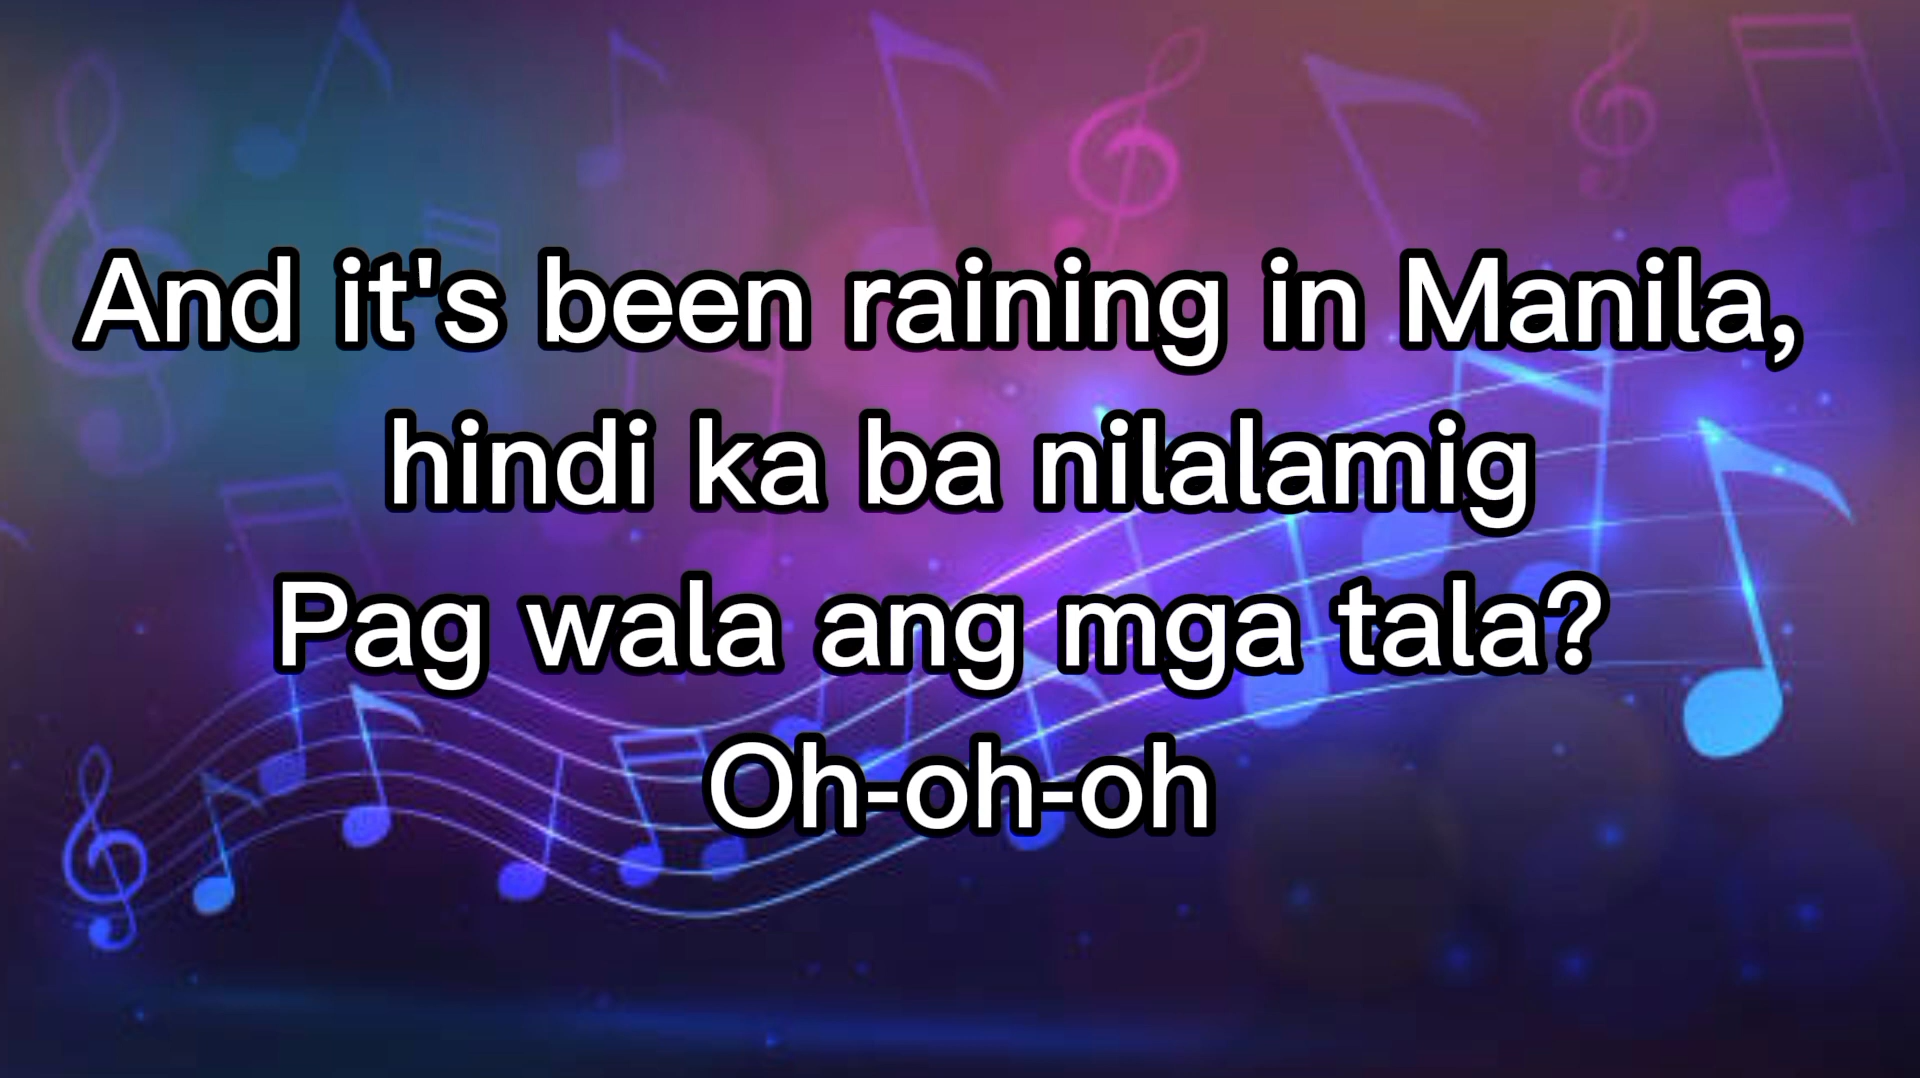 And it's been raining in Manila,
hindi ka ba nilalamig
Pag wala ang mga tala?
Oh-oh-oh